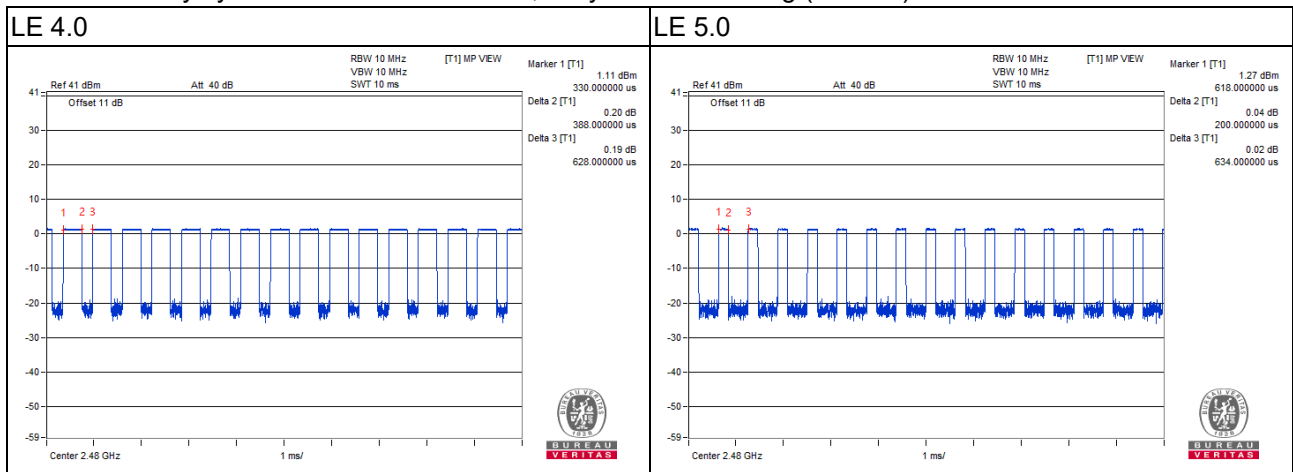 LE 4.0
RBW 10 MHz [T1] MP VIEW
VBW 10 MHz
Ref 41 dBm Att 40 dB SWT 10 ms
Marker 1 [T1]
1.11 dBm
330.000000 us
Delta 2 [T1]
0.20 dB
388.000000 us
Delta 3 [T1]
0.19 dB
628.000000 us
41
Offset 11 dB
30
20
10
1 2 3
0
-10
-20
-30
-40
-50
-59
Center 2.48 GHz 1 ms/
1828
BUREAU
VERITAS
LE 5.0
RBW 10 MHz [T1] MP VIEW
VBW 10 MHz
Ref 41 dBm Att 40 dB SWT 10 ms
Marker 1 [T1]
1.27 dBm
618.000000 us
Delta 2 [T1]
0.04 dB
200.000000 us
Delta 3 [T1]
0.02 dB
634.000000 us
41
Offset 11 dB
30
20
10
1 2 3
0
-10
-20
-30
-40
-50
-59
Center 2.48 GHz 1 ms/
1828
BUREAU
VERITAS